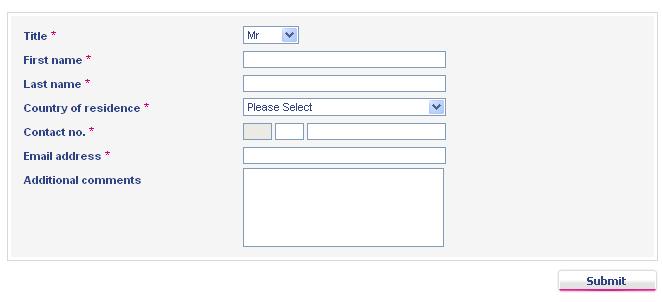 Title * Mr
First name *
Last name *
Country of residence * Please Select
Contact no. *
Email address *
Additional comments
Submit